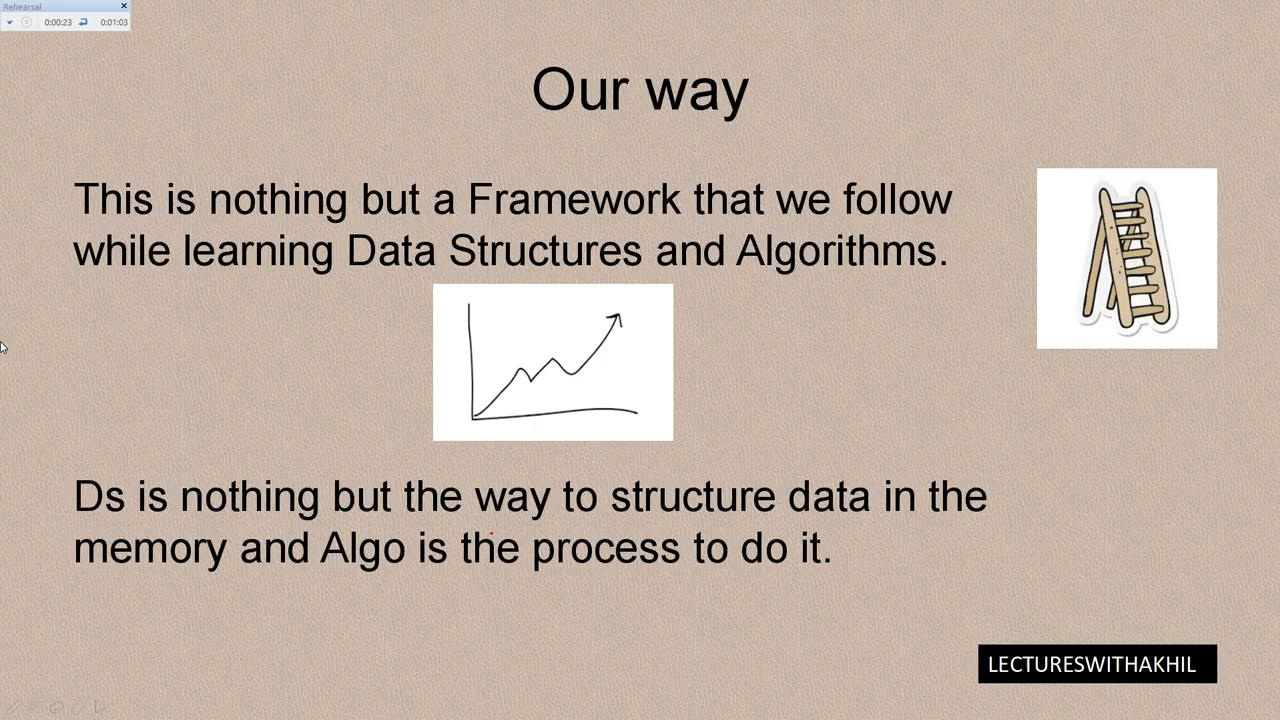 Rehearsal
0:00:23
0:01:03
Our way
This is nothing but a Framework that we follow
while learning Data Structures and Algorithms.
Ds is nothing but the way to structure data in the
memory and Algo is the process to do it.
LECTURESWITHAKHIL